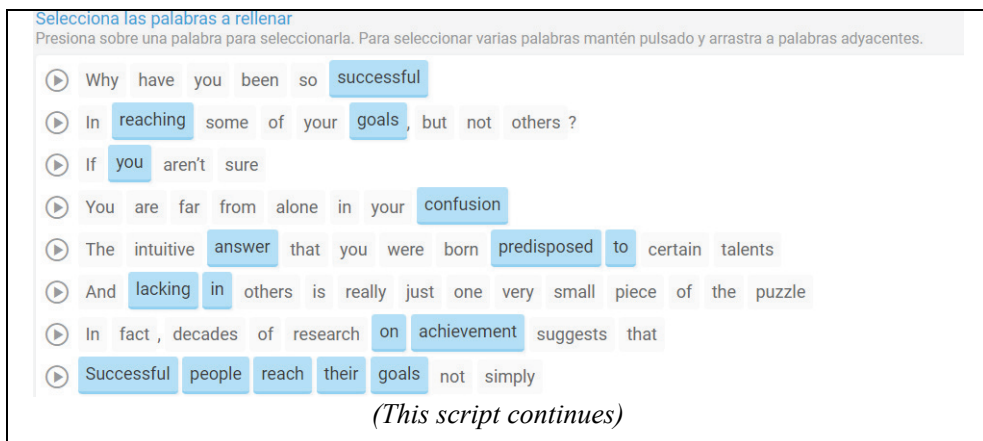 Selecciona las palabras a rellenar
Presiona sobre una palabra para seleccionarla. Para seleccionar varias palabras mantén pulsado y arrastra a palabras adyacentes.
Why have you been so successful
In reaching some of your goals, but not others ?
If you aren't sure
You are far from alone in your confusion
The intuitive answer that you were born predisposed to certain talents
And lacking in others is really just one very small piece of the puzzle
In fact , decades of research on achievement suggests that
Successful people reach their goals not simply
(This script continues)